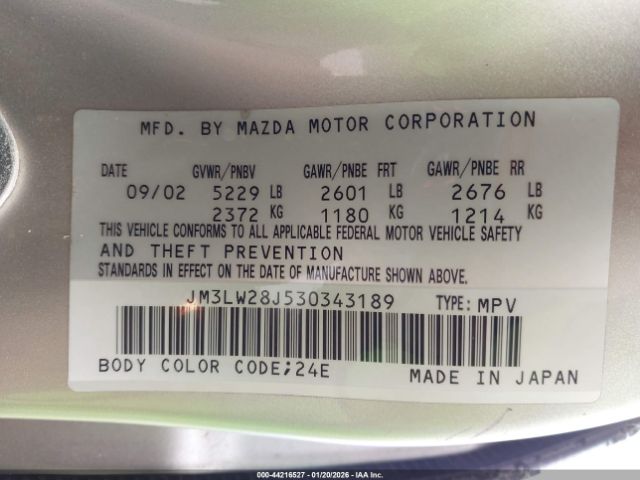 MFD. BY MAZDA MOTOR CORPORATION
DATE GVWR/PNBV GAWR/PNBE FRT GAWR/PNBE RR
09/02 5229 LB 2601 LB 2676 LB
2372 KG 1180 KG 1214 KG
THIS VEHICLE CONFORMS TO ALL APPLICABLE FEDERAL MOTOR VEHICLE SAFETY
AND THEFT PREVENTION
STANDARDS IN EFFECT ON THE DATE OF MANUFACTURE SHOWN ABOVE.
JM3LW28J530343189 TYPE: MPV
BODY COLOR CODE;24E MADE IN JAPAN
000-44216527 - 01/20/2026 - © IAA, Inc.